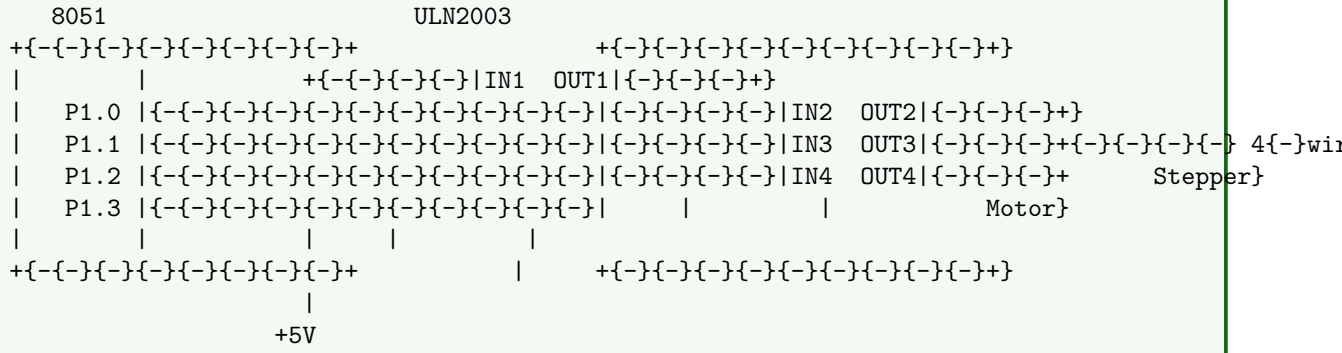 8051 ULN2003
+{-{-}{-}{-}{-}{-}{-}{-}+ +{-}{-}{-}{-}{-}{-}{-}{-}{-}+}
| | +{-{-}{-}{-}|IN1 OUT1|{-}{-}{-}+}
| P1.0 |{-{-}{-}{-}{-}{-}{-}{-}{-}{-}{-}|{-}{-}{-}{-}|IN2 OUT2|{-}{-}{-}+}
| P1.1 |{-{-}{-}{-}{-}{-}{-}{-}{-}{-}{-}{-}{-}{-}{-}|IN3 OUT3|{-}{-}{-}+{-}{-}{-}{-} 4{-}wir
| P1.2 |{-{-}{-}{-}{-}{-}{-}{-}{-}{-}{-}|{-}{-}{-}{-}|IN4 OUT4|{-}{-}{-}+ Stepper}
| P1.3 |{-{-}{-}{-}{-}{-}{-}{-}{-}{-}{-}| | | Motor}
| | | | |
+{-{-}{-}{-}{-}{-}{-}{-}+ | +{-}{-}{-}{-}{-}{-}{-}{-}{-}+}
|
+5V